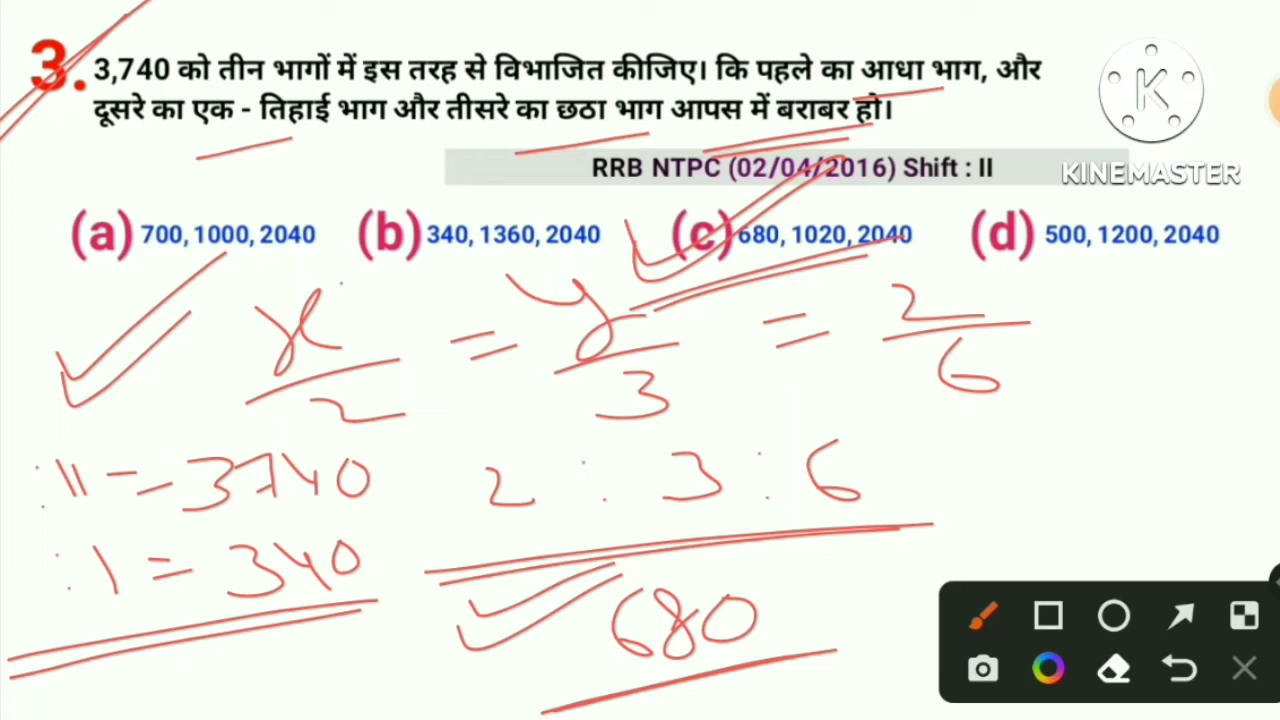 3. 3,740 को तीन भागों में इस तरह से विभाजित कीजिए। कि पहले का आधा भाग, और
दूसरे का एक - तिहाई भाग और तीसरे का छठा भाग आपस में बराबर हो।
K
KINEMASTER
RRB NTPC (02/04/2016) Shift : II
(a) 700, 1000, 2040 (b) 340, 1360, 2040 (c) 680, 1020, 2040 (d) 500, 1200, 2040
x/2 = y/3 = z/6
11 = 3740 2 : 3 : 6
1 = 340
680